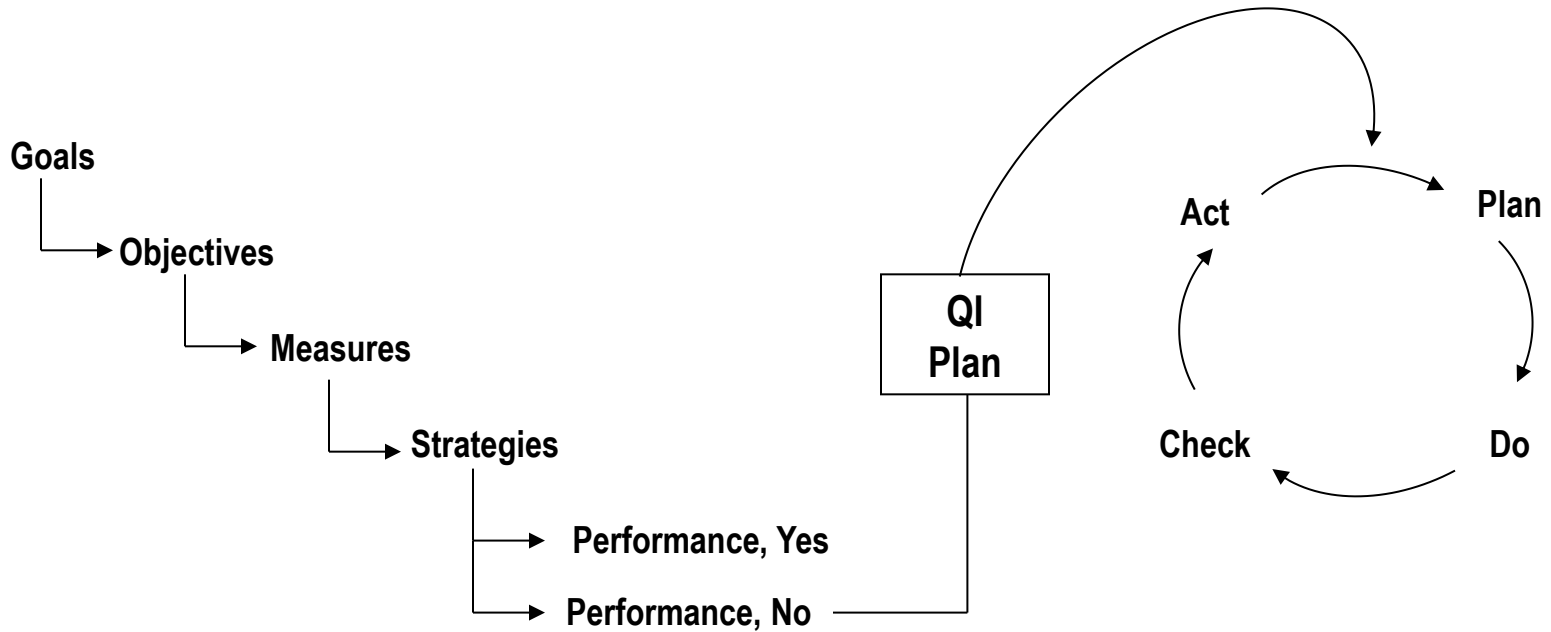 Goals
Objectives
Measures
Strategies
Performance, Yes
Performance, No
QI
Plan
Act
Plan
Check
Do